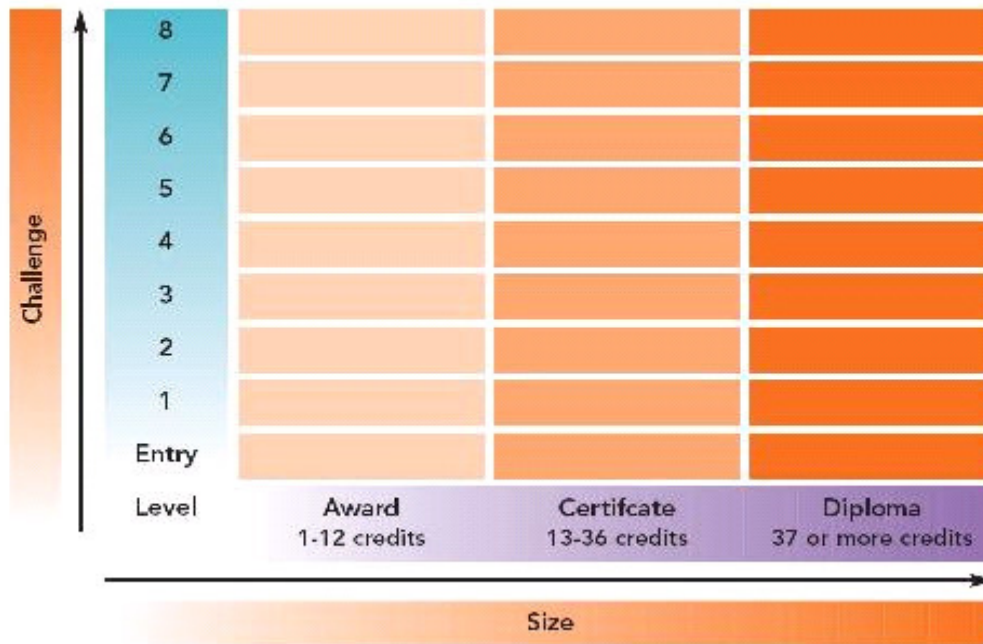 Challenge
8
7
6
5
4
3
2
1
Entry
Level
Award
1-12 credits
Certifcate
13-36 credits
Diploma
37 or more credits
Size